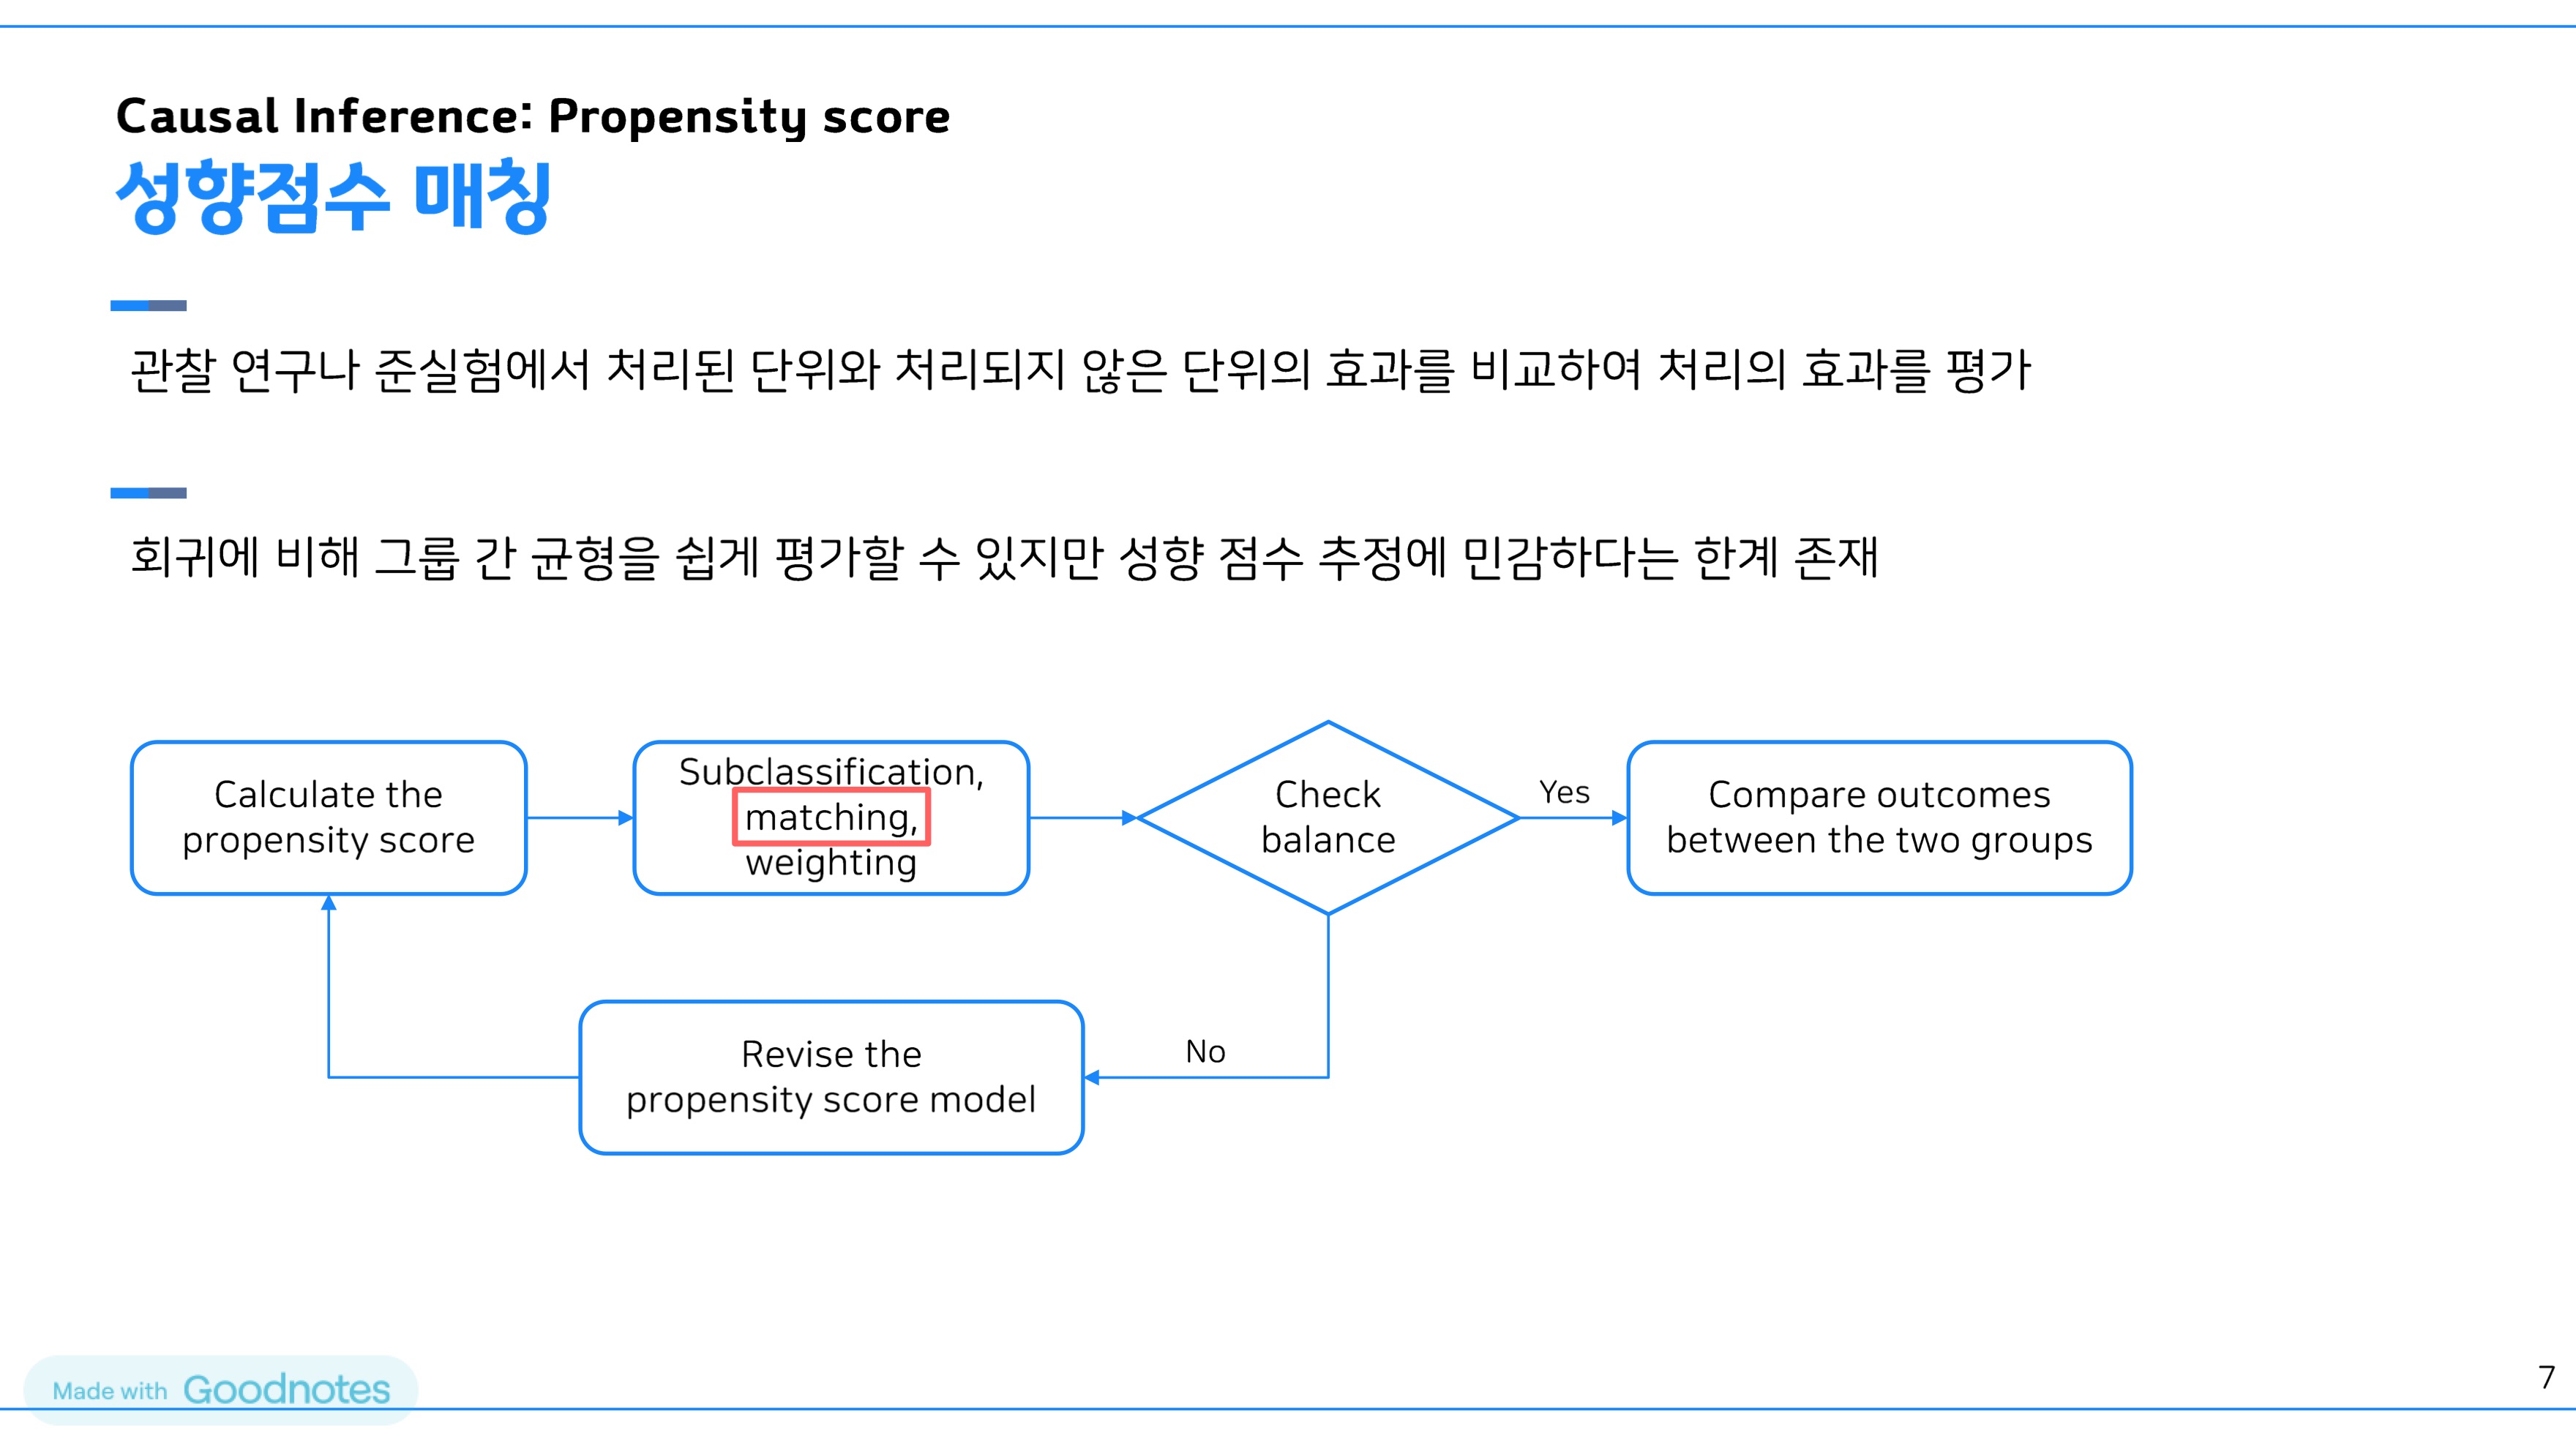 Causal Inference: Propensity score
성향점수 매칭
관찰 연구나 준실험에서 처리된 단위와 처리되지 않은 단위의 효과를 비교하여 처리의 효과를 평가
회귀에 비해 그룹 간 균형을 쉽게 평가할 수 있지만 성향 점수 추정에 민감하다는 한계 존재
Calculate the
propensity score
Subclassification,
matching,
weighting
Check
balance
Yes
Compare outcomes
between the two groups
No
Revise the
propensity score model
Made with Goodnotes
7